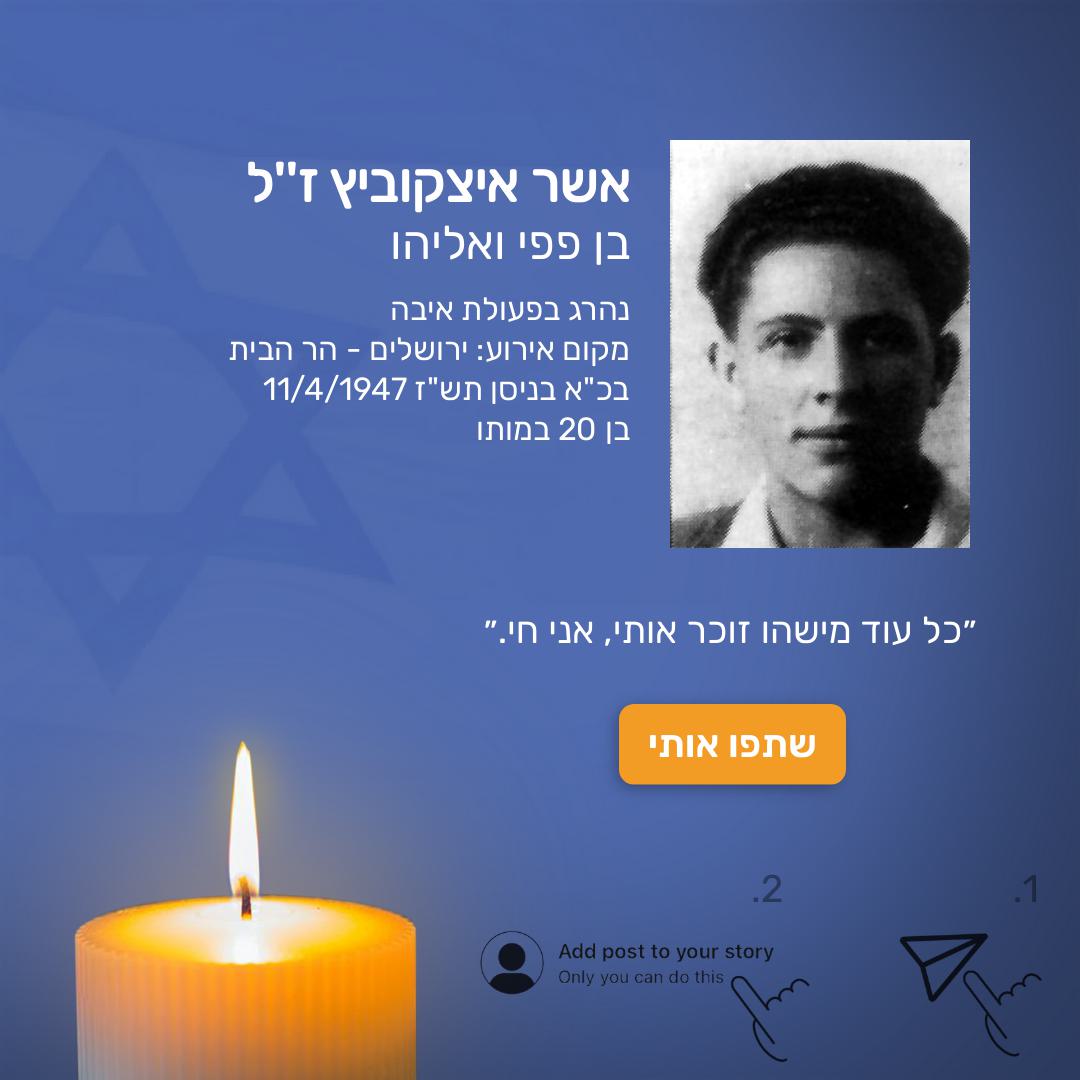 אשר איצקוביץ ז"ל
בן פפי ואליהו
נהרג בפעולת איבה
מקום אירוע: ירושלים - הר הבית
בכ"א בניסן תש"ז 11/4/1947
בן 20 במותו
״כל עוד מישהו זוכר אותי, אני חי.״
שתפו אותי
1.
2.
Add post to your story
Only you can do this